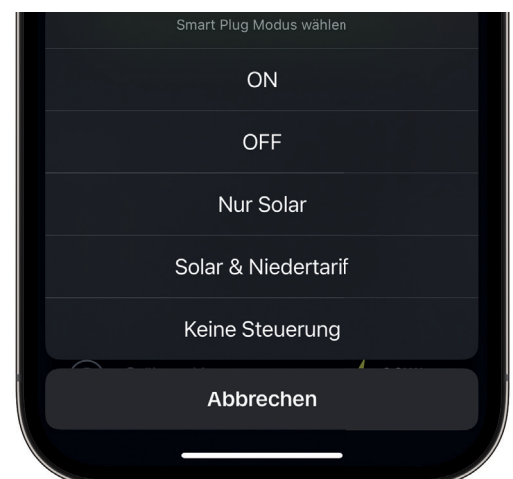 Smart Plug Modus wählen
ON
OFF
Nur Solar
Solar & Niedertarif
Keine Steuerung
Abbrechen